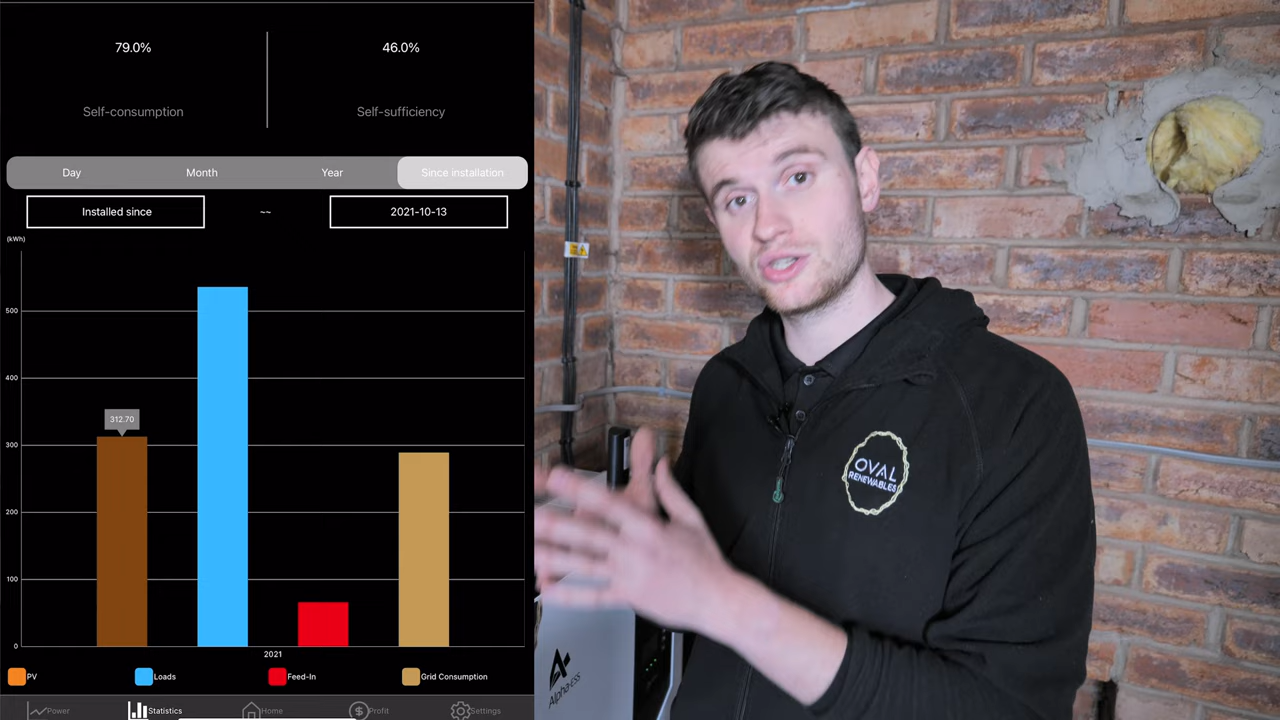 79.0%
46.0%
Self-consumption
Self-sufficiency
Day
Month
Year
Since installation
Installed since
~~
2021-10-13
(kWh)
500
400
312.70
300
200
100
0
2021
PV
Loads
Feed-In
Grid Consumption
Power
Statistics
Home
Profit
Settings
OVAL
RENEWABLES
Alpha-ESS